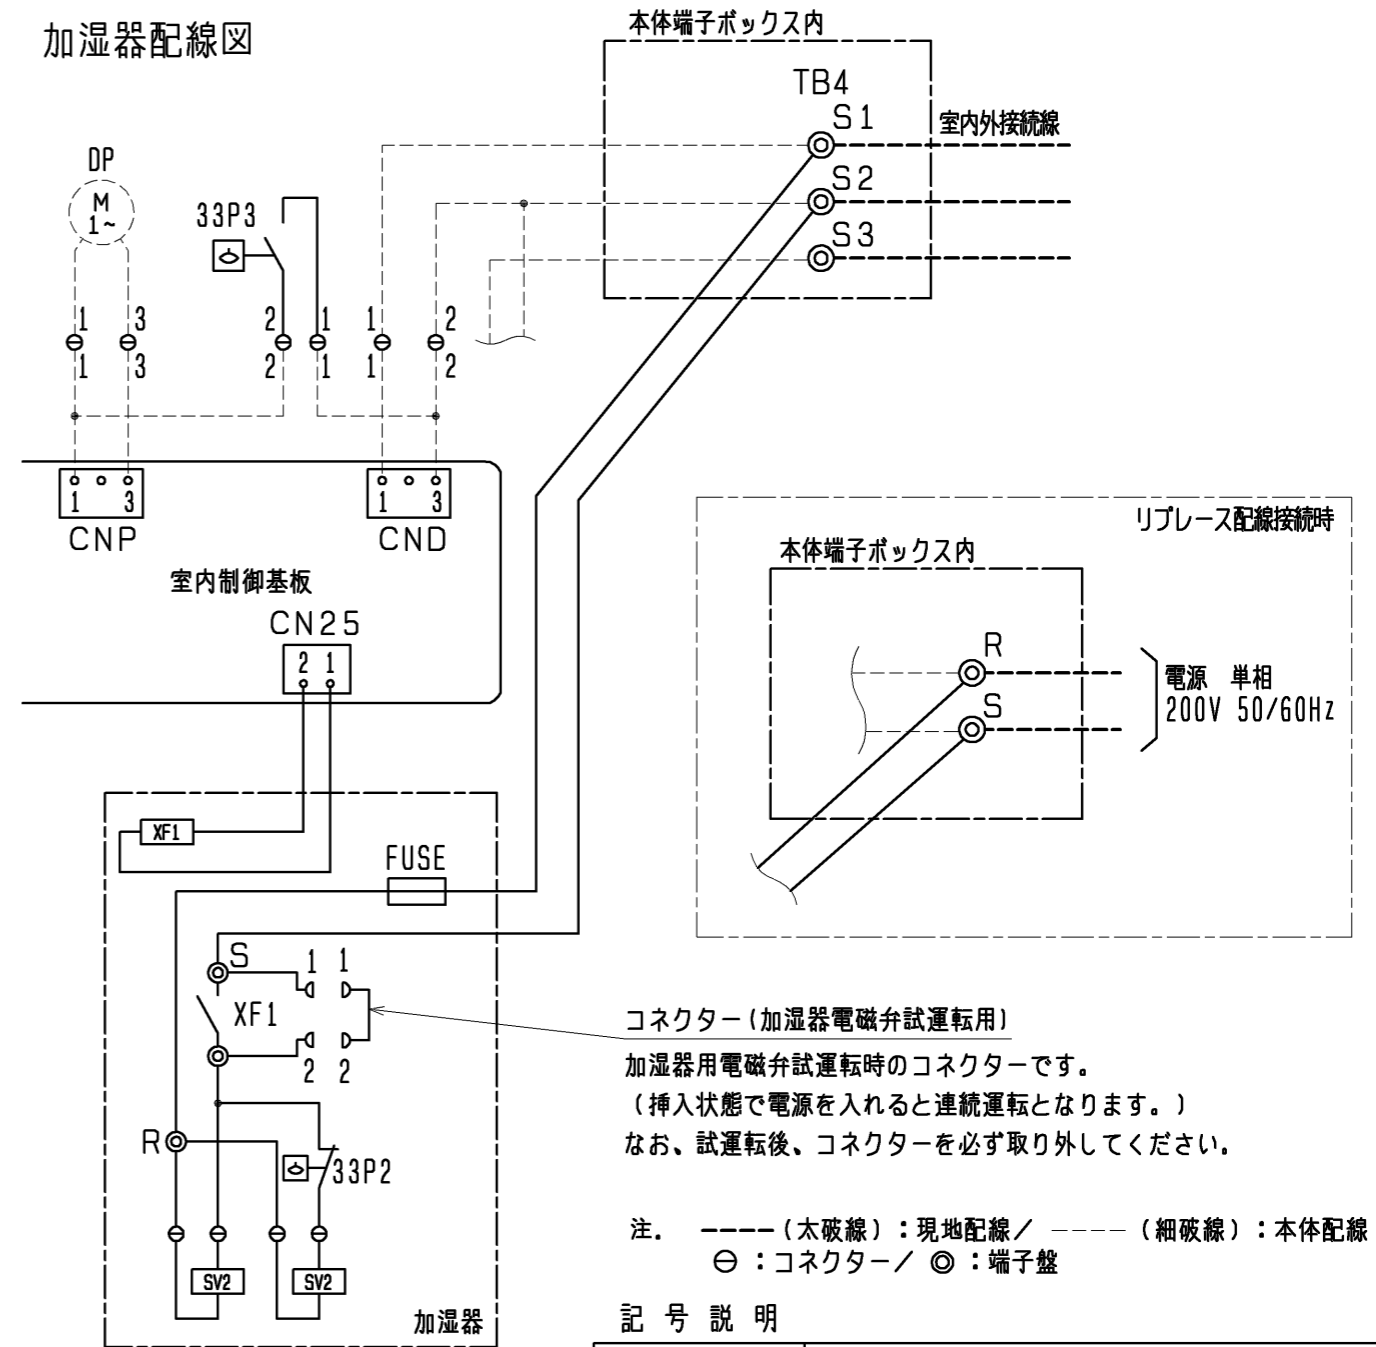 加湿器配線図
本体端子ボックス内
TB4
S1
室内外接続線
S2
S3
DP
M
1~
33P3
1 3 2 1 1 2
1 3 2 1 1 2
1 3
CNP
1 3
CND
室内制御基板
CN25
2 1
リプレース配線接続時
本体端子ボックス内
R
S
電源 単相
200V 50/60Hz
XF1
FUSE
S
1 1
XF1
2 2
R
33P2
SV2
SV2
加湿器
コネクター(加湿器電磁弁試運転用)
加湿器用電磁弁試運転時のコネクターです。
(挿入状態で電源を入れると連続運転となります。)
なお、試運転後、コネクターを必ず取り外してください。
注. ----(太破線):現地配線/ ----(細破線):本体配線
⊖:コネクター/ ◎:端子盤
記号説明